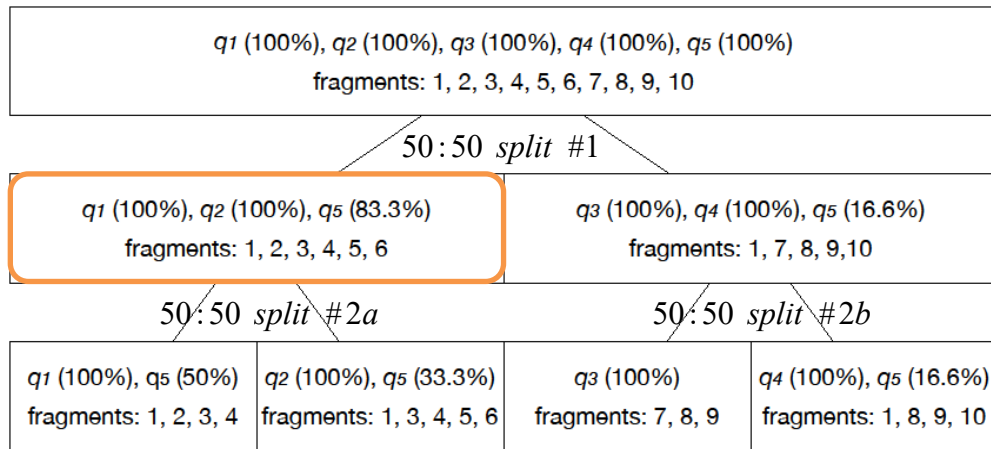 q1 (100%), q2 (100%), q3 (100%), q4 (100%), q5 (100%)
fragments: 1, 2, 3, 4, 5, 6, 7, 8, 9, 10
50:50 split #1
q1 (100%), q2 (100%), q5 (83.3%)
fragments: 1, 2, 3, 4, 5, 6
q3 (100%), q4 (100%), q5 (16.6%)
fragments: 1, 7, 8, 9,10
50:50 split #2a
50:50 split #2b
q1 (100%), q5 (50%)
fragments: 1, 2, 3, 4
q2 (100%), q5 (33.3%)
fragments: 1, 3, 4, 5, 6
q3 (100%)
fragments: 7, 8, 9
q4 (100%), q5 (16.6%)
fragments: 1, 8, 9, 10